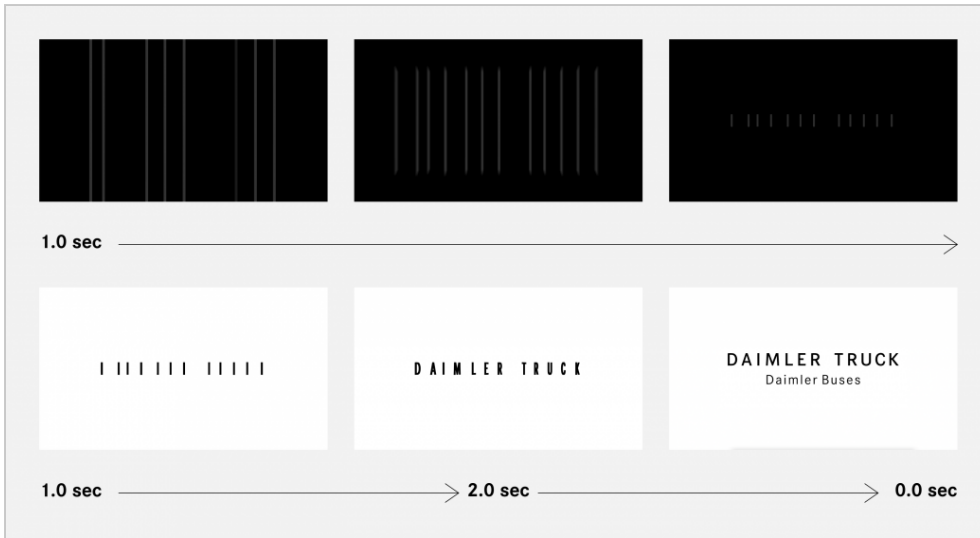 1.0 sec
DAIMLER TRUCK
DAIMLER TRUCK
Daimler Buses
1.0 sec
2.0 sec
0.0 sec